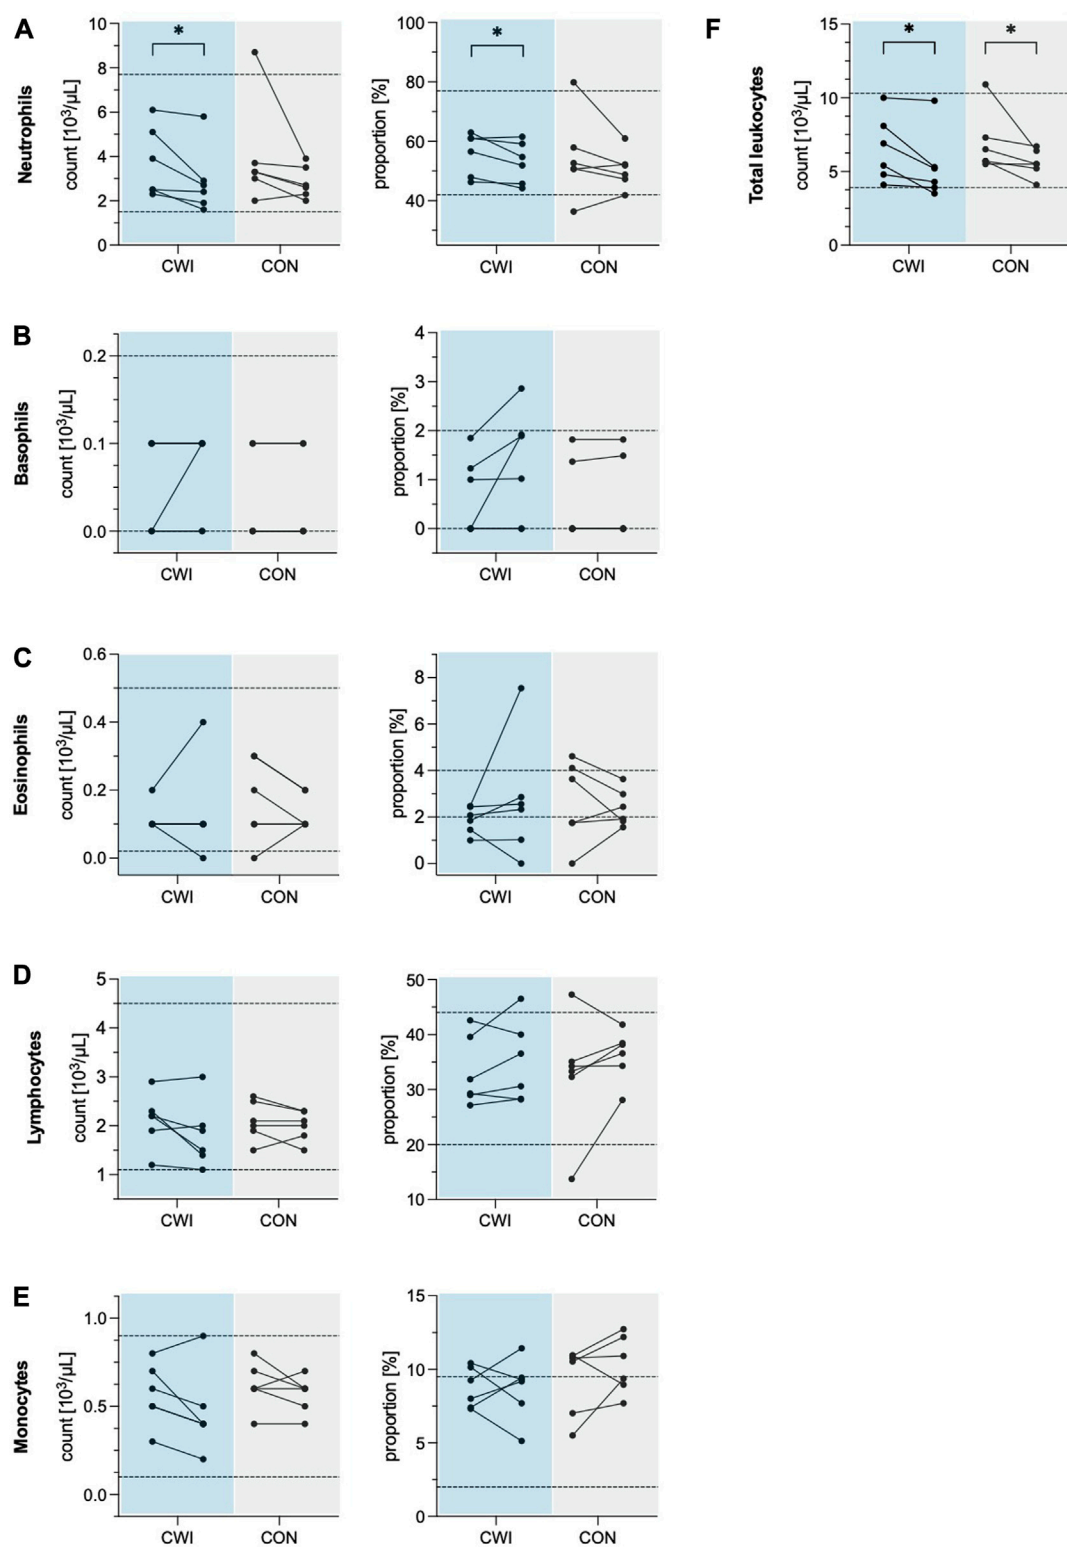 A
Neutrophils
count [10³/µL]
10
8
6
4
2
0
*
CWI
CON
proportion [%]
100
80
60
40
*
CWI
CON
F
Total leukocytes
count [10³/µL]
15
10
5
0
*
*
CWI
CON
B
Basophils
count [10³/µL]
0.2
0.1
0.0
CWI
CON
proportion [%]
4
3
2
1
0
CWI
CON
C
Eosinophils
count [10³/µL]
0.6
0.4
0.2
0.0
CWI
CON
proportion [%]
8
6
4
2
0
CWI
CON
D
Lymphocytes
count [10³/µL]
5
4
3
2
1
CWI
CON
proportion [%]
50
40
30
20
10
CWI
CON
E
Monocytes
count [10³/µL]
1.0
0.5
0.0
CWI
CON
proportion [%]
15
10
5
0
CWI
CON